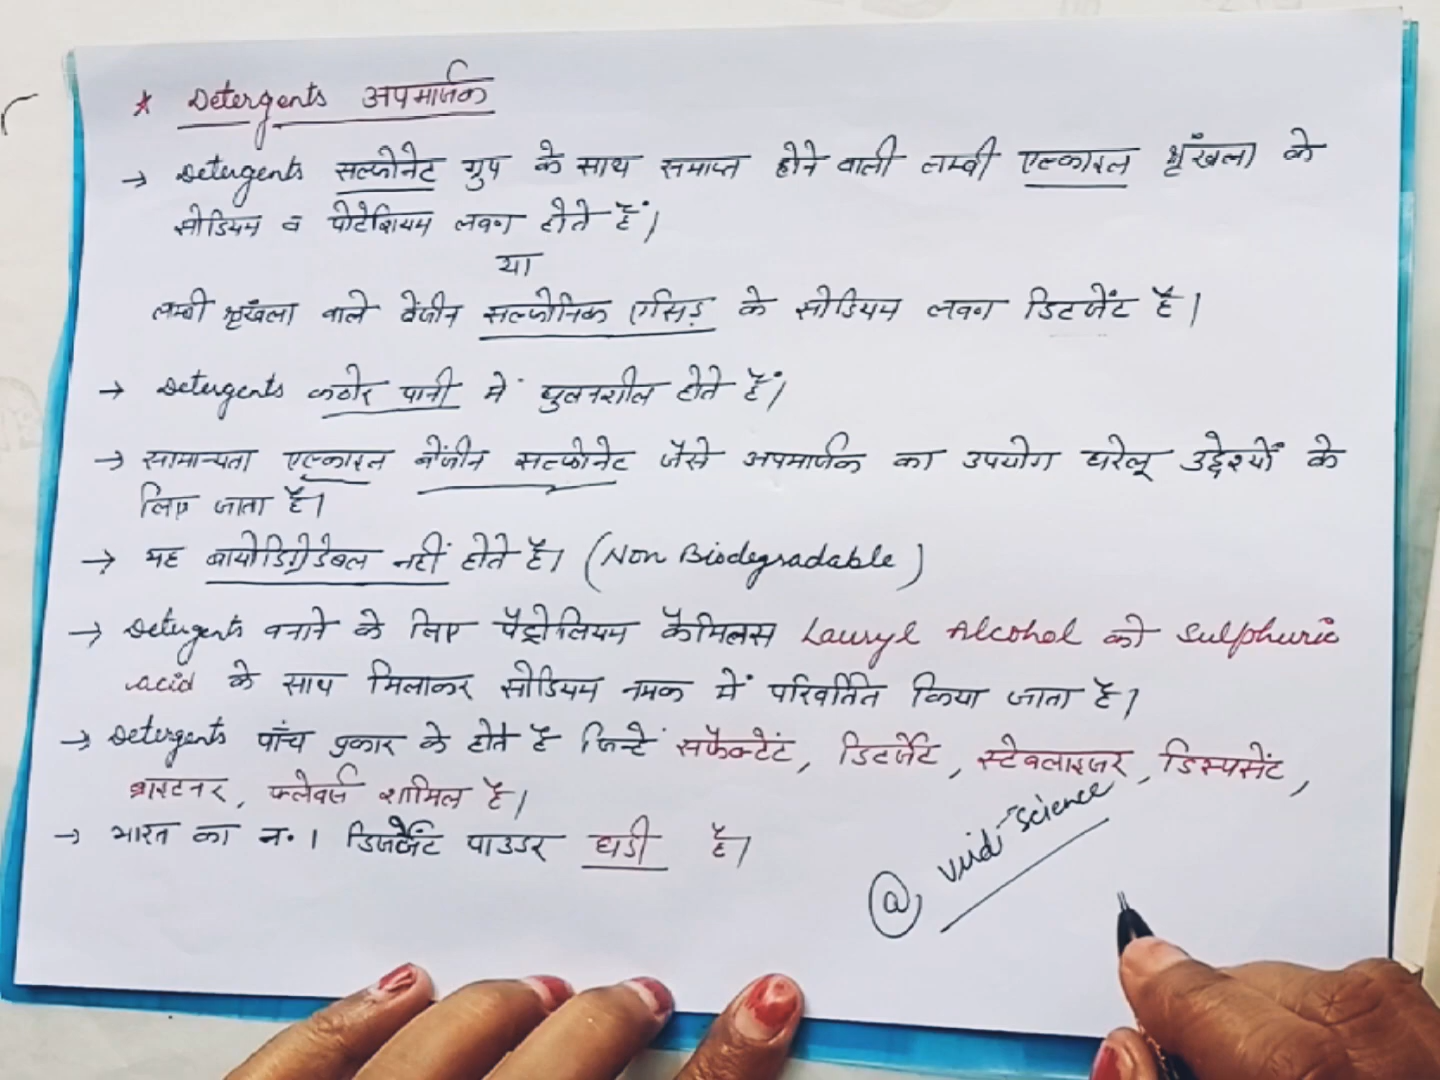 * Detergents अपमार्जक
→ Detergents सल्फोनेट ग्रुप के साथ समाप्त होने वाली लम्बी एल्काइल श्रृंखला के
सोडियम व पोटेशियम लवण होते हैं।
या
लम्बी श्रृंखला वाले बेंजीन सल्फोनिक एसिड के सोडियम लवण डिटर्जेंट है।
→ Detergents कठोर पानी में घुलनशील होते हैं।
→ सामान्यता एल्काइल बेंजीन सल्फोनेट जैसे अपमार्जक का उपयोग घरेलू उद्देश्यों के
लिए जाता है।
→ यह बायोडिग्रेडेबल नहीं होते है। (Non Biodegradable)
→ Detergents बनाने के लिए पैट्रोलियम कैमिलस Lauryl Alcohol को Sulphuric
acid के साथ मिलाकर सोडियम नमक में परिवर्तित किया जाता है।
→ Detergents पाँच प्रकार के होते है जिन्हें सर्फेक्टेंट, डिटर्जेंट, स्टेबलाइजर, डिस्पर्सेंट,
ब्राइटनर, फ्लेवर्स शामिल है।
→ भारत का न. 1 डिटर्जेंट पाउडर घडी है।
@ vird-science